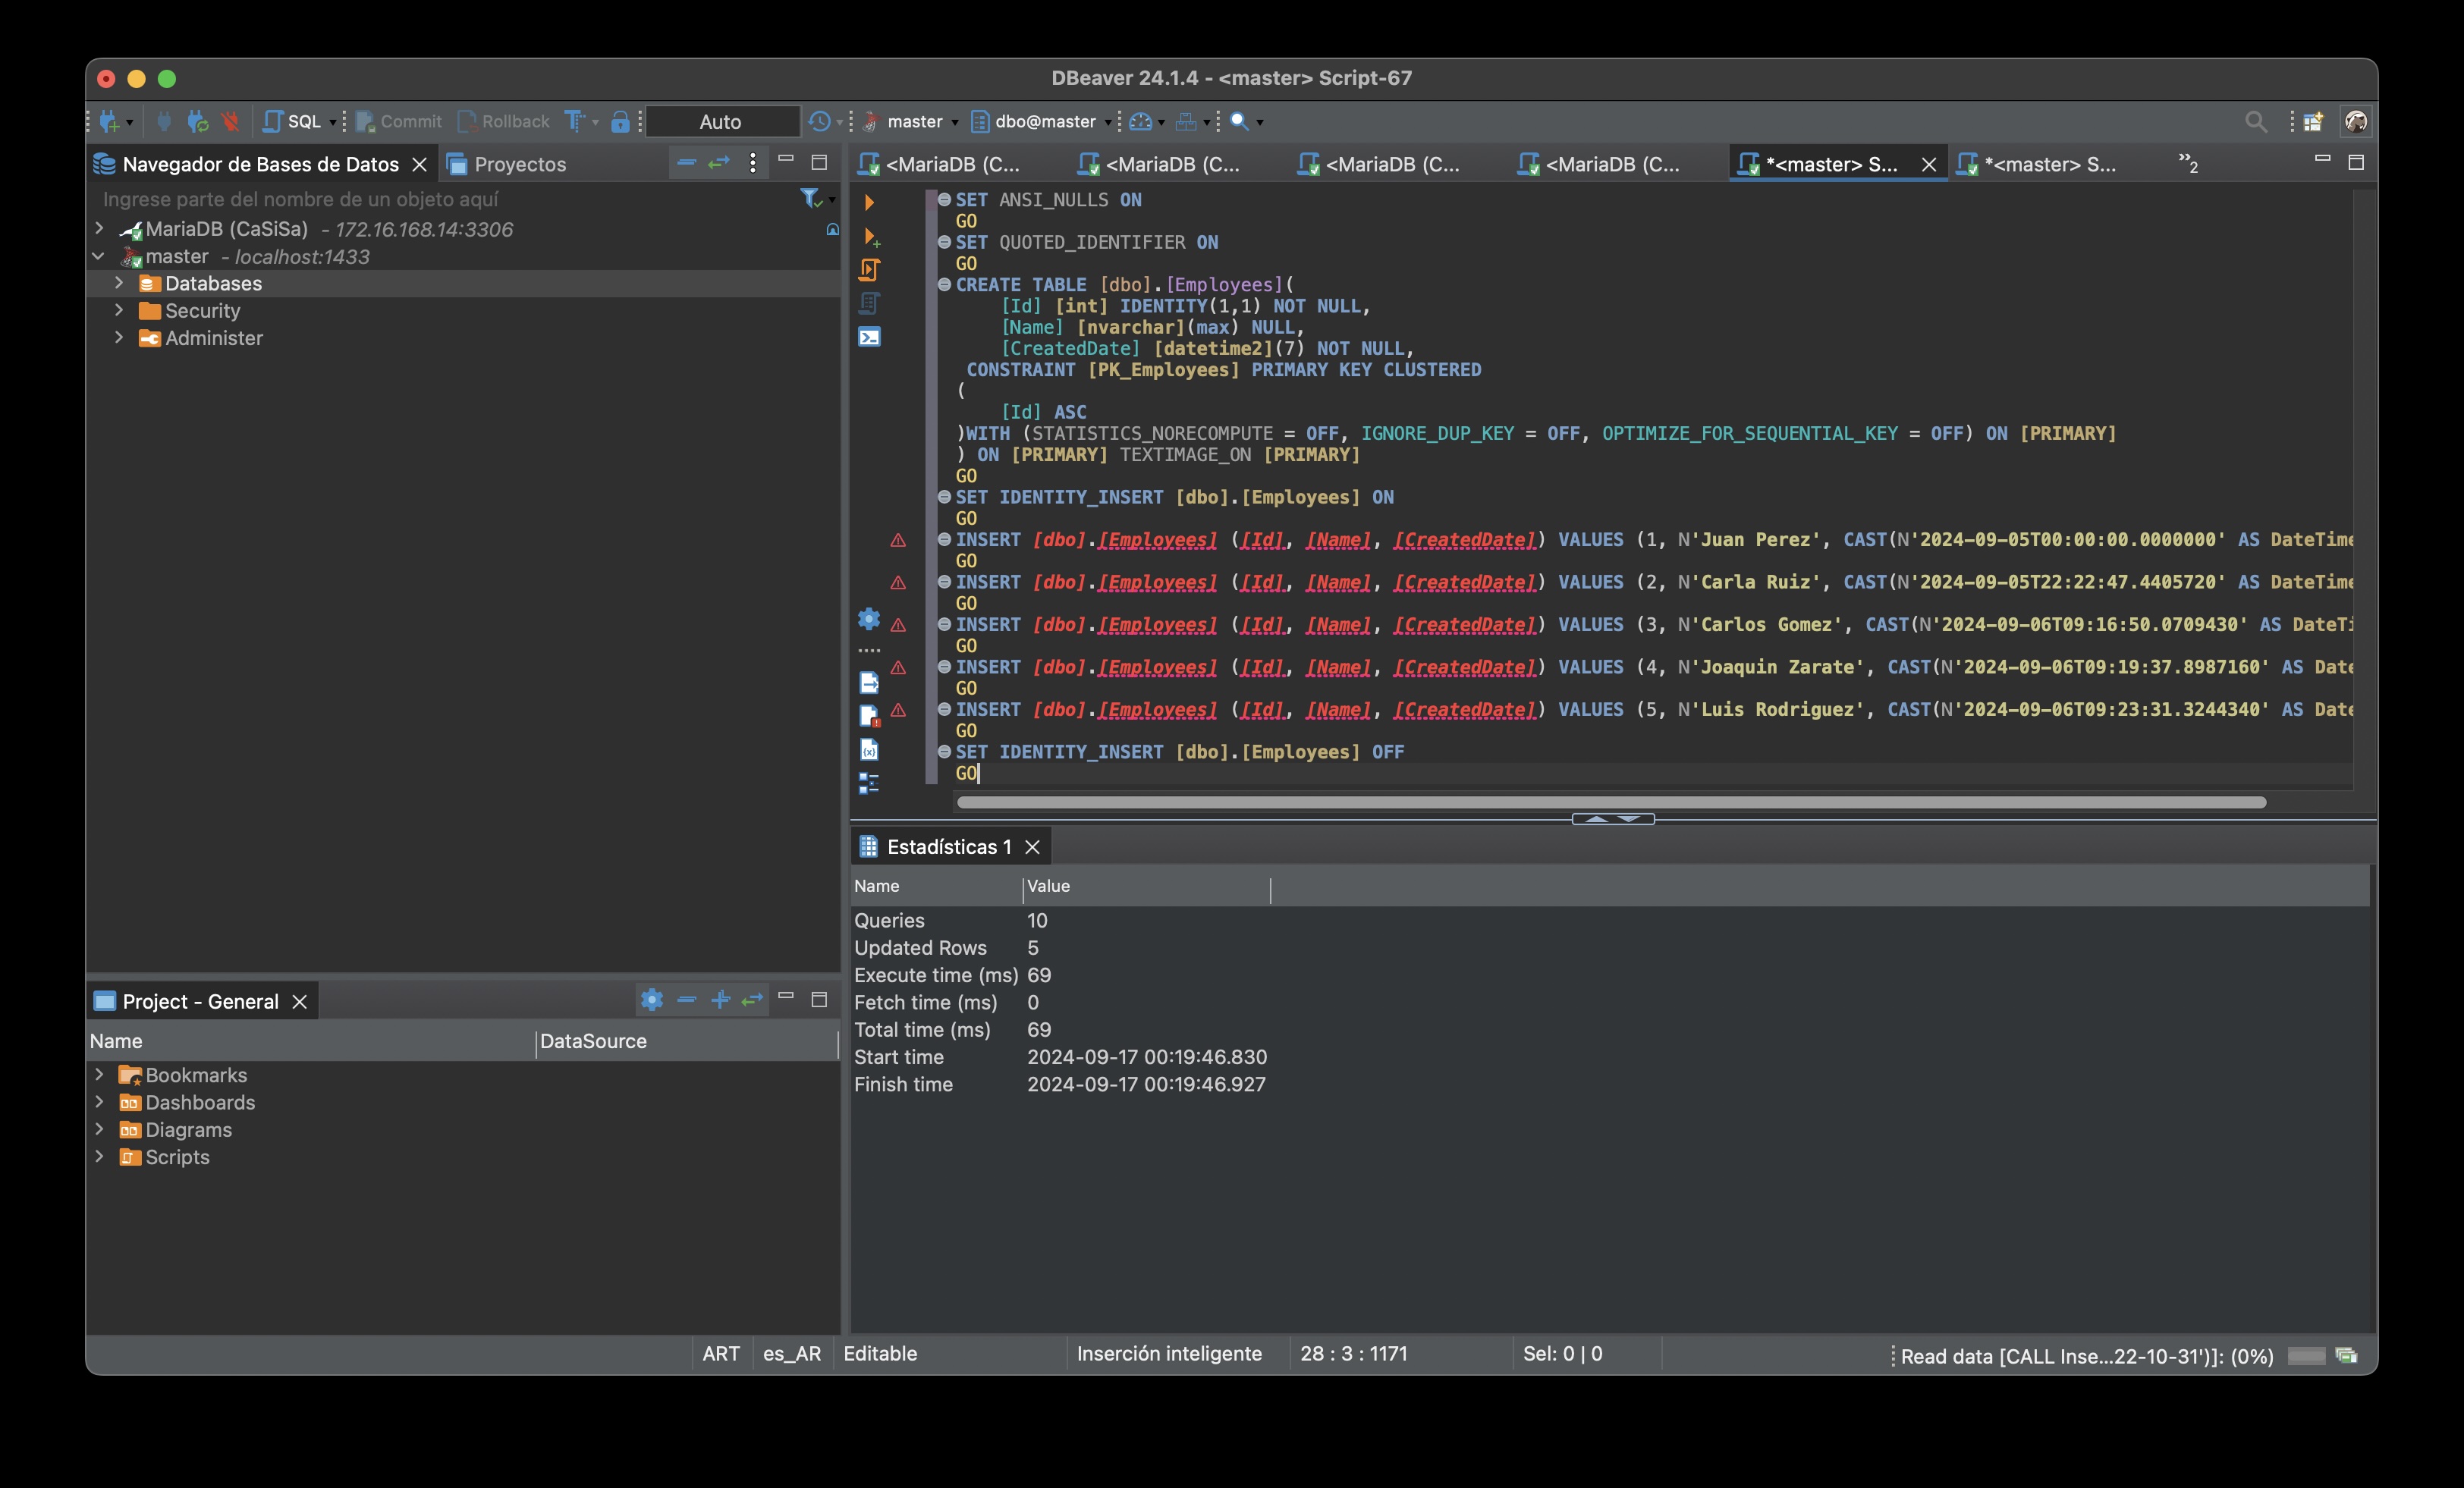 DBeaver 24.1.4 - <master> Script-67
SQL Commit Rollback Auto master dbo@master
Navegador de Bases de Datos Proyectos
Ingrese parte del nombre de un objeto aquí
MariaDB (CaSiSa) - 172.16.168.14:3306
master - localhost:1433
Databases
Security
Administer
<MariaDB (C... <MariaDB (C... <MariaDB (C... <MariaDB (C... *<master> S... *<master> S... »2
SET ANSI_NULLS ON
GO
SET QUOTED_IDENTIFIER ON
GO
CREATE TABLE [dbo].[Employees](
[Id] [int] IDENTITY(1,1) NOT NULL,
[Name] [nvarchar](max) NULL,
[CreatedDate] [datetime2](7) NOT NULL,
CONSTRAINT [PK_Employees] PRIMARY KEY CLUSTERED
(
[Id] ASC
)WITH (STATISTICS_NORECOMPUTE = OFF, IGNORE_DUP_KEY = OFF, OPTIMIZE_FOR_SEQUENTIAL_KEY = OFF) ON [PRIMARY]
) ON [PRIMARY] TEXTIMAGE_ON [PRIMARY]
GO
SET IDENTITY_INSERT [dbo].[Employees] ON
GO
INSERT [dbo].[Employees] ([Id], [Name], [CreatedDate]) VALUES (1, N'Juan Perez', CAST(N'2024-09-05T00:00:00.0000000' AS DateTime
GO
INSERT [dbo].[Employees] ([Id], [Name], [CreatedDate]) VALUES (2, N'Carla Ruiz', CAST(N'2024-09-05T22:22:47.4405720' AS DateTime
GO
INSERT [dbo].[Employees] ([Id], [Name], [CreatedDate]) VALUES (3, N'Carlos Gomez', CAST(N'2024-09-06T09:16:50.0709430' AS DateTi
GO
INSERT [dbo].[Employees] ([Id], [Name], [CreatedDate]) VALUES (4, N'Joaquin Zarate', CAST(N'2024-09-06T09:19:37.8987160' AS Date
GO
INSERT [dbo].[Employees] ([Id], [Name], [CreatedDate]) VALUES (5, N'Luis Rodriguez', CAST(N'2024-09-06T09:23:31.3244340' AS Date
GO
SET IDENTITY_INSERT [dbo].[Employees] OFF
GO
Estadísticas 1
Name Value
Queries 10
Updated Rows 5
Execute time (ms) 69
Fetch time (ms) 0
Total time (ms) 69
Start time 2024-09-17 00:19:46.830
Finish time 2024-09-17 00:19:46.927
Project - General
Name DataSource
Bookmarks
Dashboards
Diagrams
Scripts
ART es_AR Editable Inserción inteligente 28 : 3 : 1171 Sel: 0 | 0 Read data [CALL Inse...22-10-31')]: (0%)